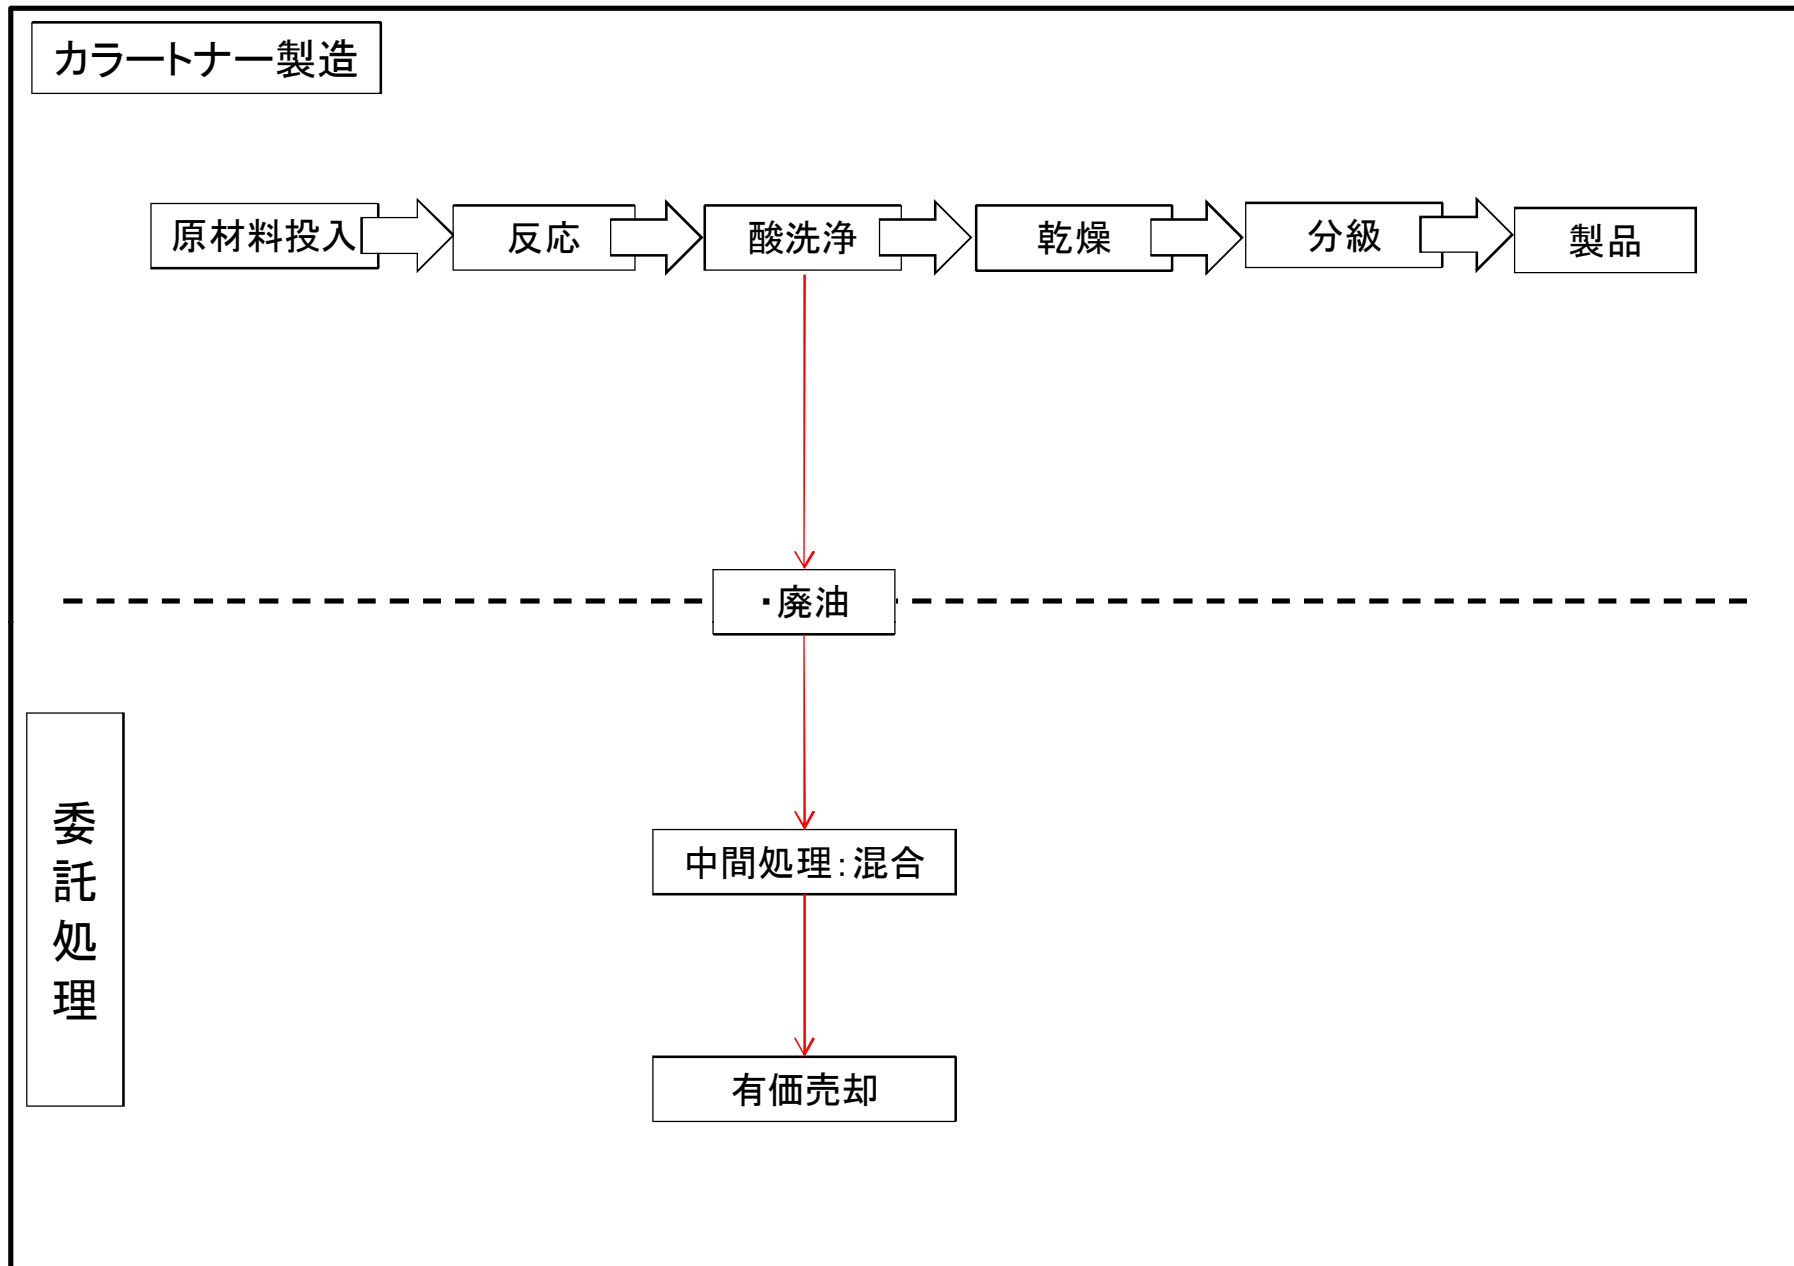 カラートナー製造
原材料投入
反応
酸洗浄
乾燥
分級
製品
・廃油
委託処理
中間処理：混合
有価売却